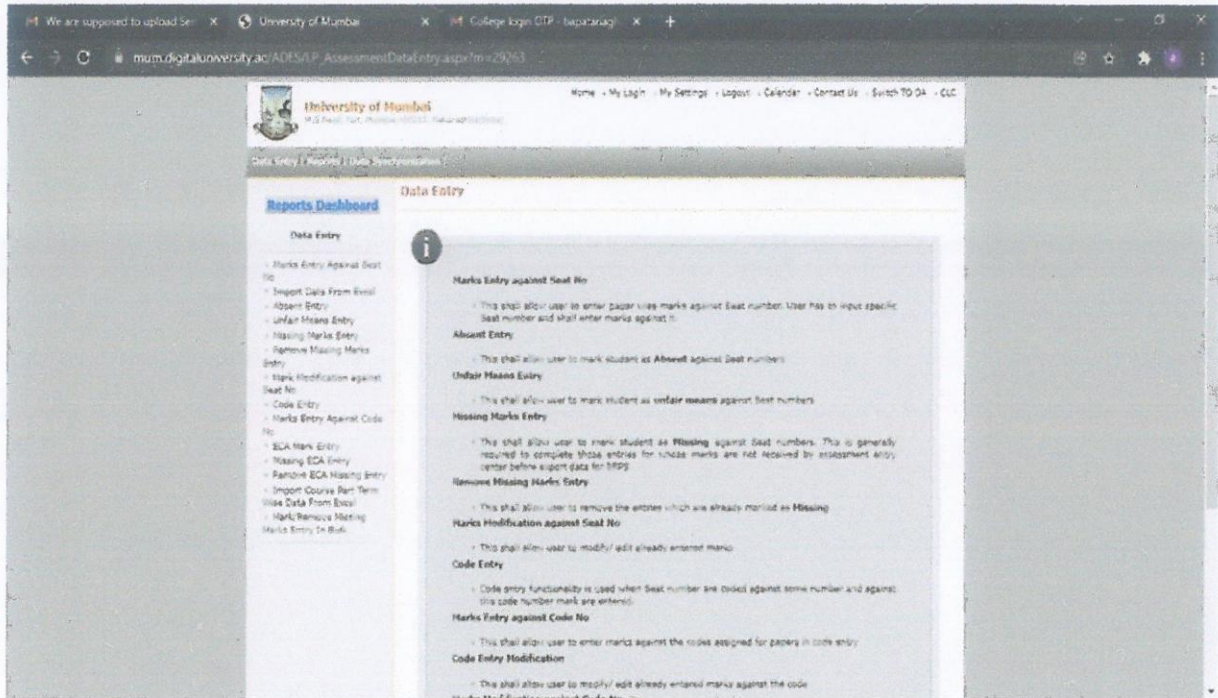 We are supposed to upload Sem
University of Mumbai
College login OTP -
mum.digitaluniversity.ac/ADES/LP_AssessmentDataEntry.aspx?m=29263
University of Mumbai
Home My Login My Settings Logout Calender Contact Us Switch TO DA CLC
Data Entry | Reports | Data Synchronization |
Reports Dashboard
Data Entry
Marks Entry Against Seat
No
Import Data From Excel
Absent Entry
Unfair Means Entry
Missing Marks Entry
Remove Missing Marks
Entry
Mark Modification against
Seat No
Code Entry
Marks Entry Against Code
No
ECA Mark Entry
Missing ECA Entry
Remove ECA Missing Entry
Import Course Part Term
Wise Data From Excel
Mark/Remove Missing
Marks Entry In Bulk
Data Entry
i
Marks Entry against Seat No
This shall allow user to enter paper wise marks against Seat number. User has to input specific
Seat number and shall enter marks against it.
Absent Entry
This shall allow user to mark student as Absent against Seat numbers
Unfair Means Entry
This shall allow user to mark student as unfair means against Seat numbers
Missing Marks Entry
This shall allow user to mark student as Missing against Seat numbers. This is generally
required to complete those entries for whose marks are not received by assessment entry
center before export data for
Remove Missing Marks Entry
This shall allow user to remove the entries which are already marked as Missing
Marks Modification against Seat No
This shall allow user to modify/ edit already entered marks
Code Entry
Code entry functionality is used when Seat number are coded against some number and against
this code number mark are entered.
Marks Entry against Code No
This shall allow user to enter marks against the codes assigned for papers in code entry
Code Entry Modification
This shall allow user to modify/ edit already entered marks against the code
Marks Modification against Code No